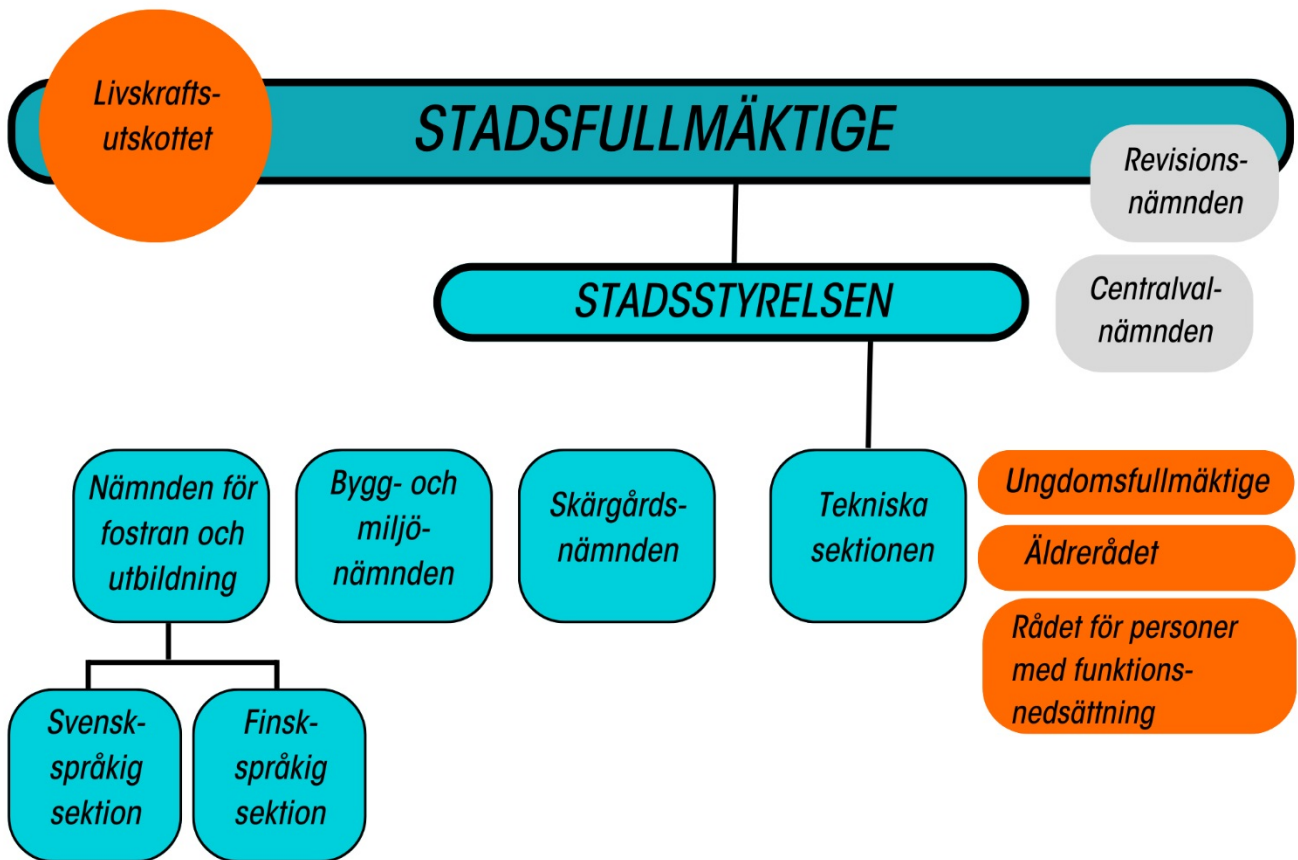 Livskrafts-
utskottet
STADSFULLMÄKTIGE
Revisions-
nämnden
STADSSTYRELSEN
Centralval-
nämnden
Nämnden för
fostran och
utbildning
Bygg- och
miljö-
nämnden
Skärgårds-
nämnden
Tekniska
sektionen
Ungdomsfullmäktige
Äldrerådet
Rådet för personer
med funktions-
nedsättning
Svensk-
språkig
sektion
Finsk-
språkig
sektion